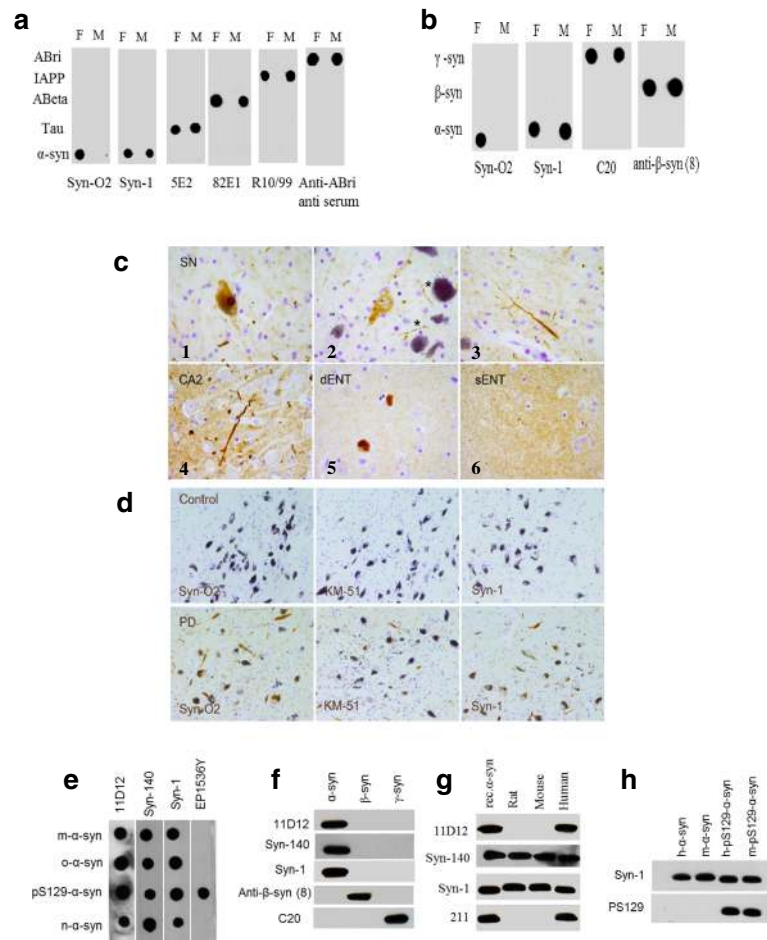 a
F M F M F M F M F M F M
ABri
IAPP
ABeta
Tau
α-syn
Syn-O2 Syn-1 5E2 82E1 R10/99 Anti-ABri anti serum
b
F M F M F M F M
γ-syn
β-syn
α-syn
Syn-O2 Syn-1 C20 anti-β-syn (8)
c
SN
* *
1 2 3
CA2 dENT sENT
4 5 6
d
Control
Syn-O2 KM-51 Syn-1
PD
Syn-O2 KM-51 Syn-1
e
11D12 Syn-140 Syn-1 EP1536Y
m-α-syn
o-α-syn
pS129-α-syn
n-α-syn
f
α-syn β-syn γ-syn
11D12
Syn-140
Syn-1
Anti-β-syn (8)
C20
g
rec.α-syn Rat Mouse Human
11D12
Syn-140
Syn-1
211
h
h-α-syn m-α-syn h-pS129-α-syn m-pS129-α-syn
Syn-1
PS129